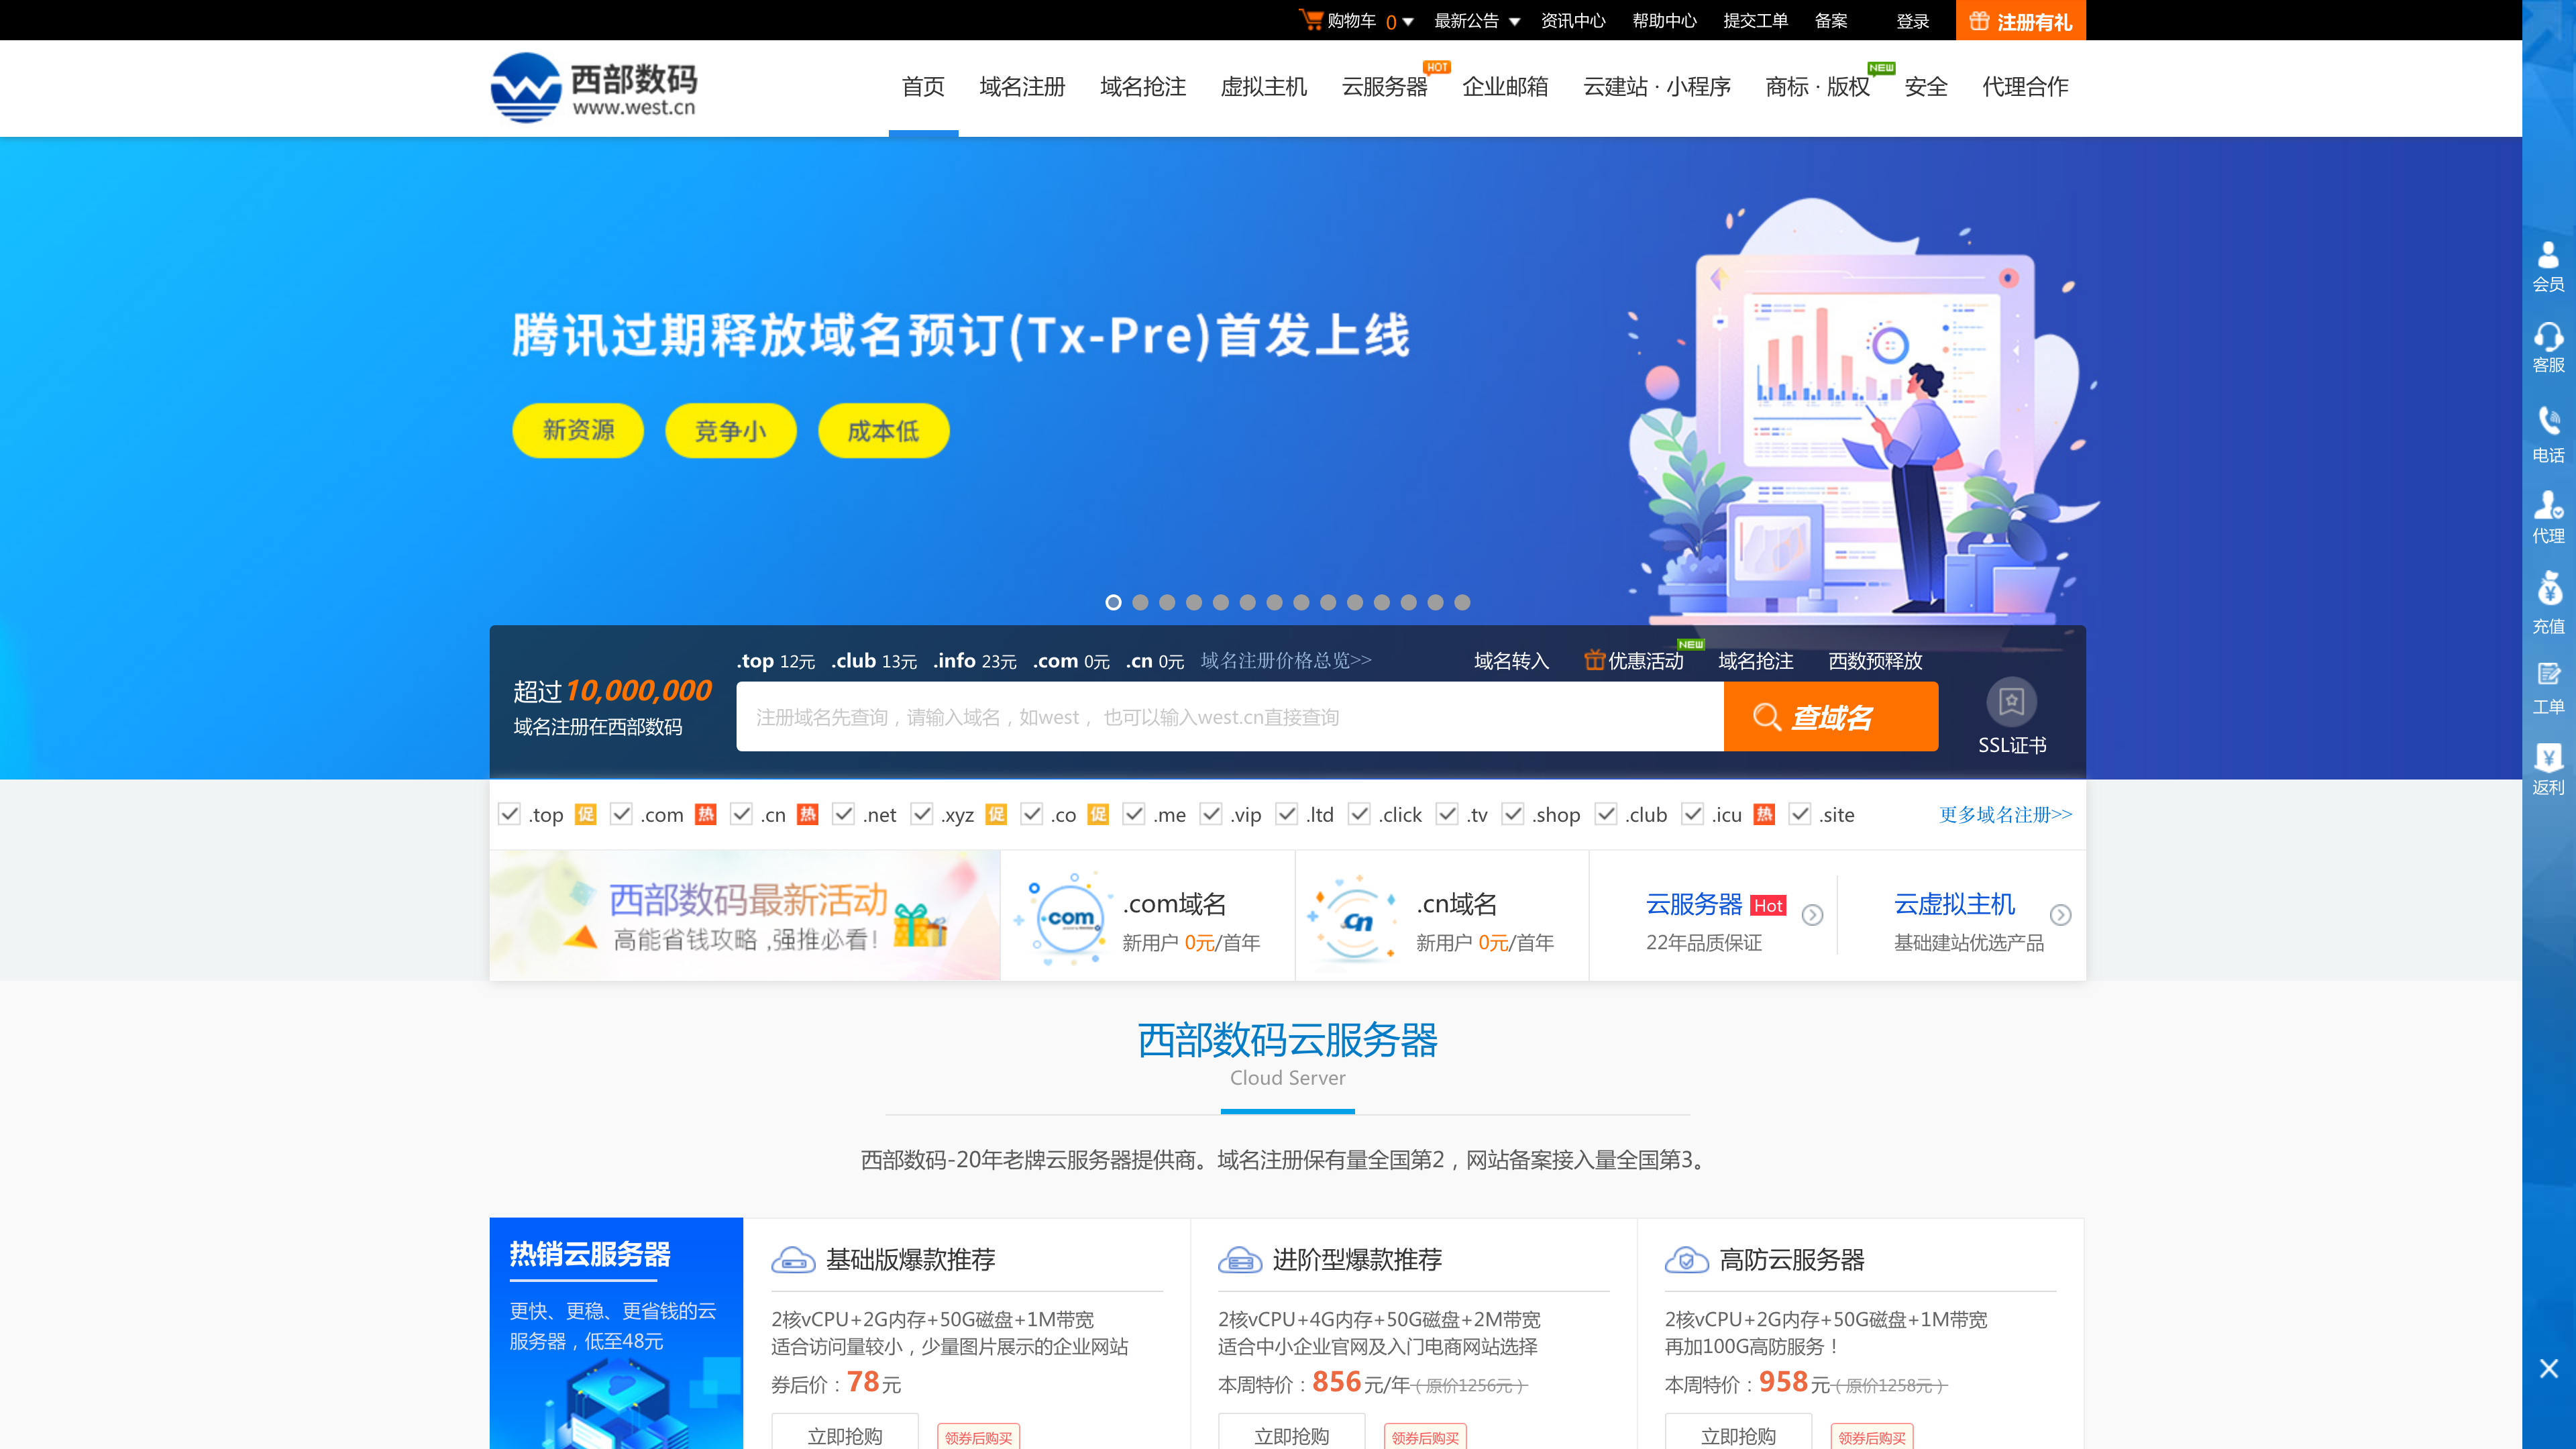 购物车 0 最新公告 资讯中心 帮助中心 提交工单 备案 登录 注册有礼
西部数码
www.west.cn
首页 域名注册 域名抢注 虚拟主机 云服务器 HOT 企业邮箱 云建站·小程序 商标·版权 NEW 安全 代理合作
腾讯过期释放域名预订(Tx-Pre)首发上线
新资源 竞争小 成本低
会员
客服
电话
代理
充值
工单
返利
.top 12元 .club 13元 .info 23元 .com 0元 .cn 0元 域名注册价格总览>> 域名转入 优惠活动 NEW 域名抢注 西数预释放
超过10,000,000
域名注册在西部数码
注册域名先查询，请输入域名，如west， 也可以输入west.cn直接查询
查域名
SSL证书
.top 促 .com 热 .cn 热 .net .xyz 促 .co 促 .me .vip .ltd .click .tv .shop .club .icu 热 .site 更多域名注册>>
西部数码最新活动
高能省钱攻略,强推必看!
.com
.com域名
新用户 0元/首年
.cn
.cn域名
新用户 0元/首年
云服务器 Hot
22年品质保证
云虚拟主机
基础建站优选产品
西部数码云服务器
Cloud Server
西部数码-20年老牌云服务器提供商。域名注册保有量全国第2，网站备案接入量全国第3。
热销云服务器
更快、更稳、更省钱的云
服务器，低至48元
基础版爆款推荐
2核vCPU+2G内存+50G磁盘+1M带宽
适合访问量较小，少量图片展示的企业网站
券后价：78元
立即抢购 领券后购买
进阶型爆款推荐
2核vCPU+4G内存+50G磁盘+2M带宽
适合中小企业官网及入门电商网站选择
本周特价：856元/年（原价1256元）
立即抢购 领券后购买
高防云服务器
2核vCPU+2G内存+50G磁盘+1M带宽
再加100G高防服务！
本周特价：958元（原价1258元）
立即抢购 领券后购买